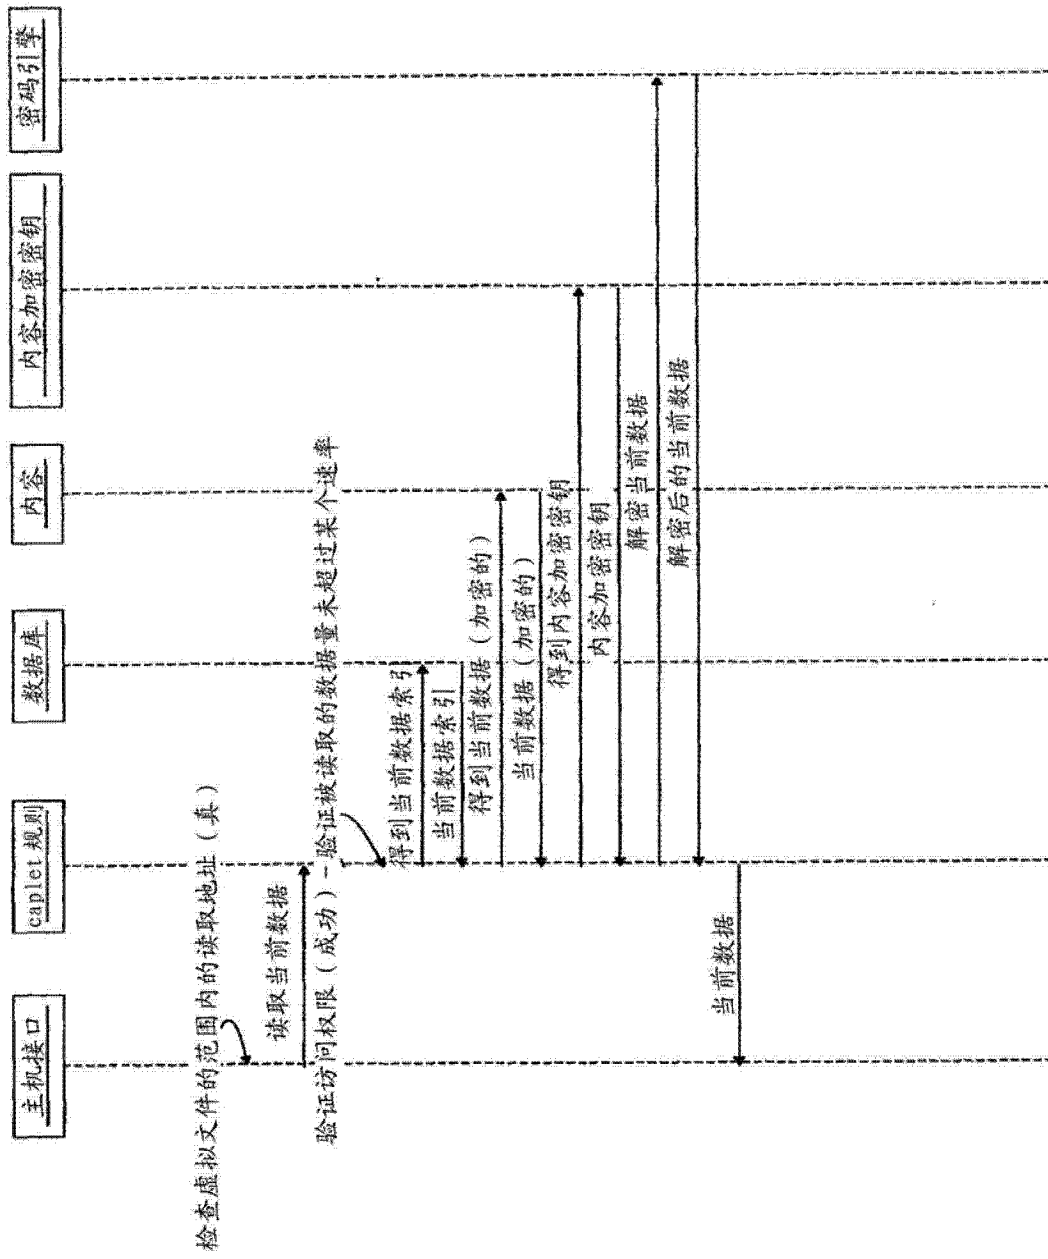 主机接口
caplet 规则
数据库
内容
内容加密密钥
密码引擎
检查虚拟文件的范围内的读取地址（真）
读取当前数据
验证访问权限（成功）–验证被读取的数据量未超过某个速率
得到当前数据索引
当前数据索引
得到当前数据（加密的）
当前数据（加密的）
得到内容加密密钥
内容加密密钥
解密当前数据
解密后的当前数据
当前数据